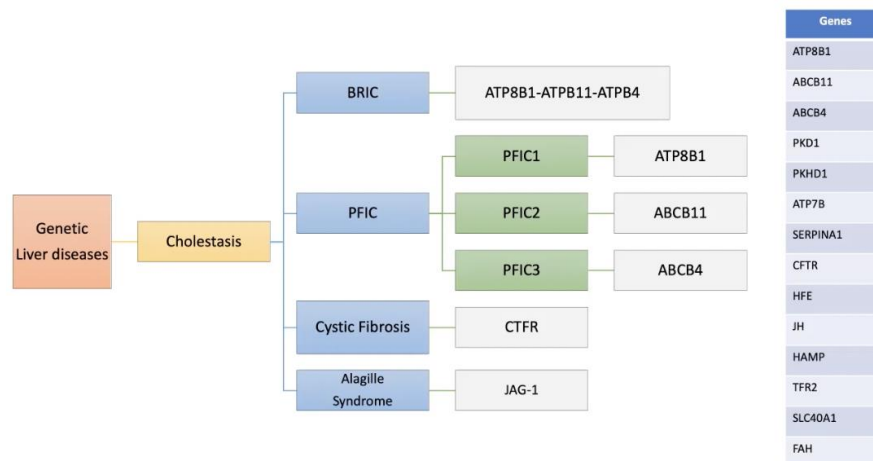 Genetic
Liver diseases
Cholestasis
BRIC
ATP8B1-ATPB11-ATPB4
PFIC
PFIC1
ATP8B1
PFIC2
ABCB11
PFIC3
ABCB4
Cystic Fibrosis
CTFR
Alagille
Syndrome
JAG-1
Genes
ATP8B1
ABCB11
ABCB4
PKD1
PKHD1
ATP7B
SERPINA1
CFTR
HFE
JH
HAMP
TFR2
SLC40A1
FAH